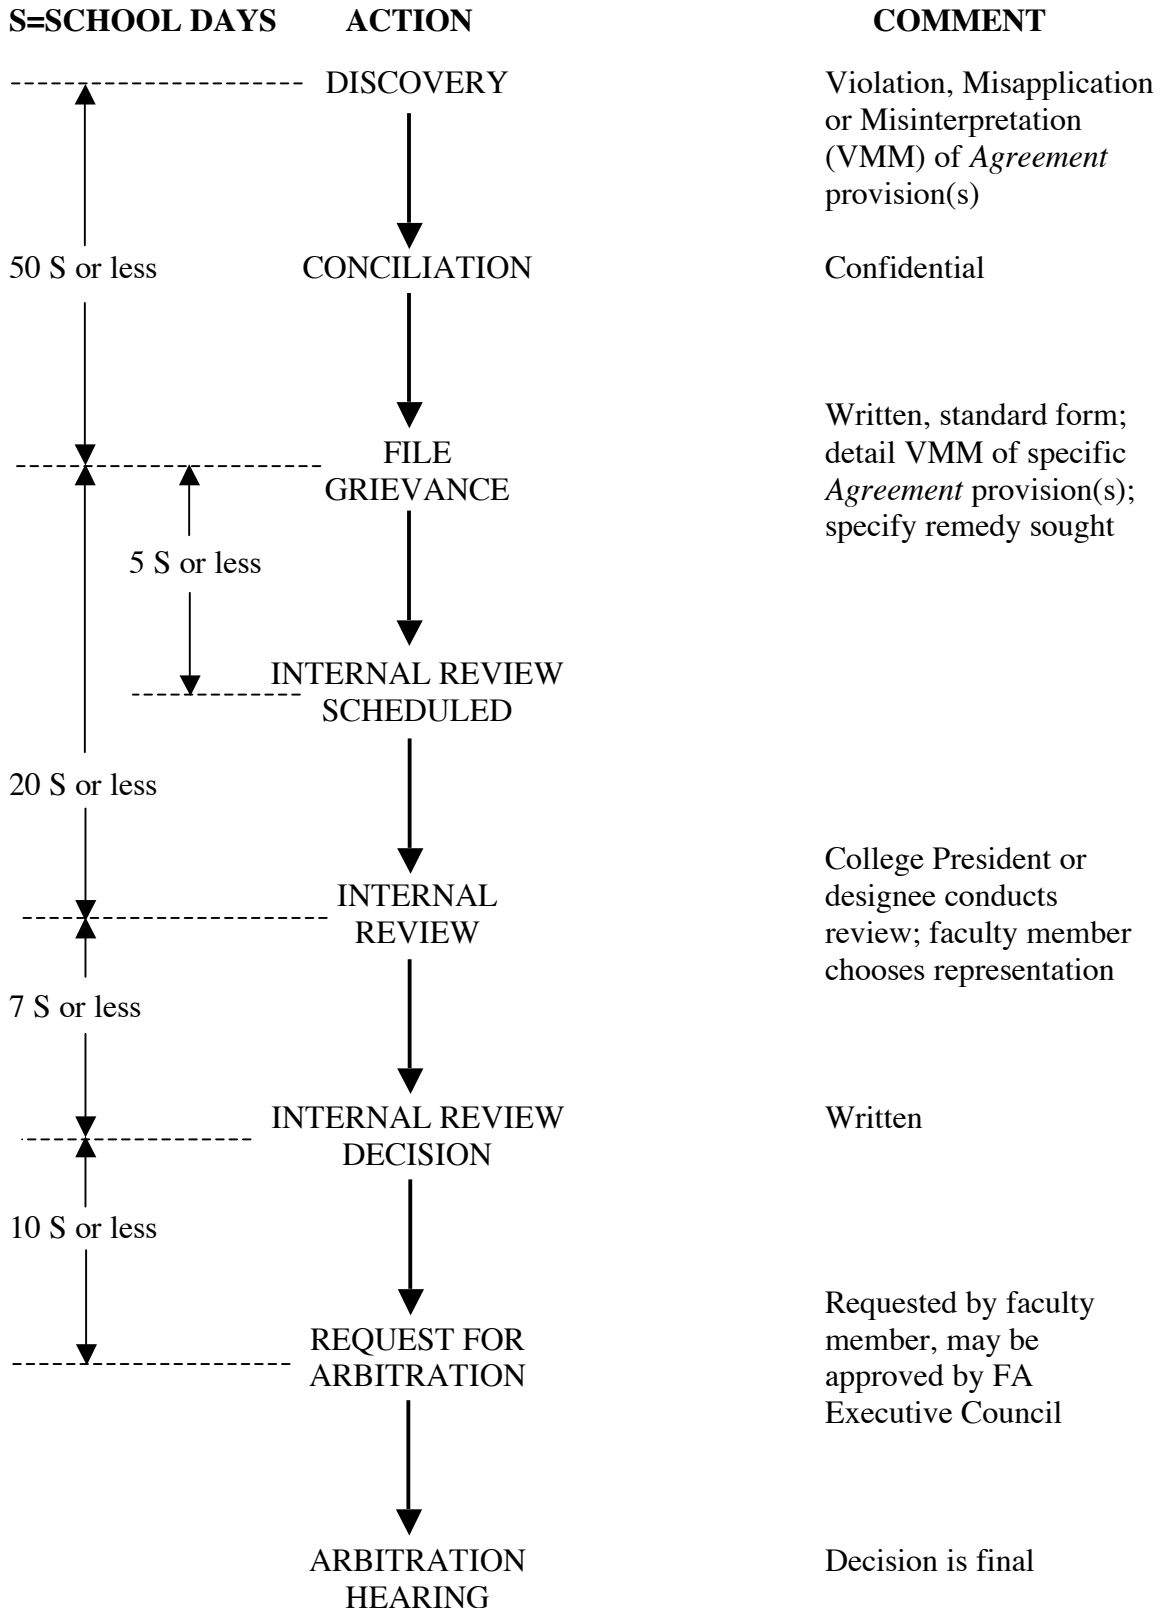 S=SCHOOL DAYS ACTION COMMENT
DISCOVERY
Violation, Misapplication
or Misinterpretation
(VMM) of Agreement
provision(s)
50 S or less
CONCILIATION
Confidential
FILE
GRIEVANCE
Written, standard form;
detail VMM of specific
Agreement provision(s);
specify remedy sought
5 S or less
INTERNAL REVIEW
SCHEDULED
20 S or less
INTERNAL
REVIEW
College President or
designee conducts
review; faculty member
chooses representation
7 S or less
INTERNAL REVIEW
DECISION
Written
10 S or less
REQUEST FOR
ARBITRATION
Requested by faculty
member, may be
approved by FA
Executive Council
ARBITRATION
HEARING
Decision is final